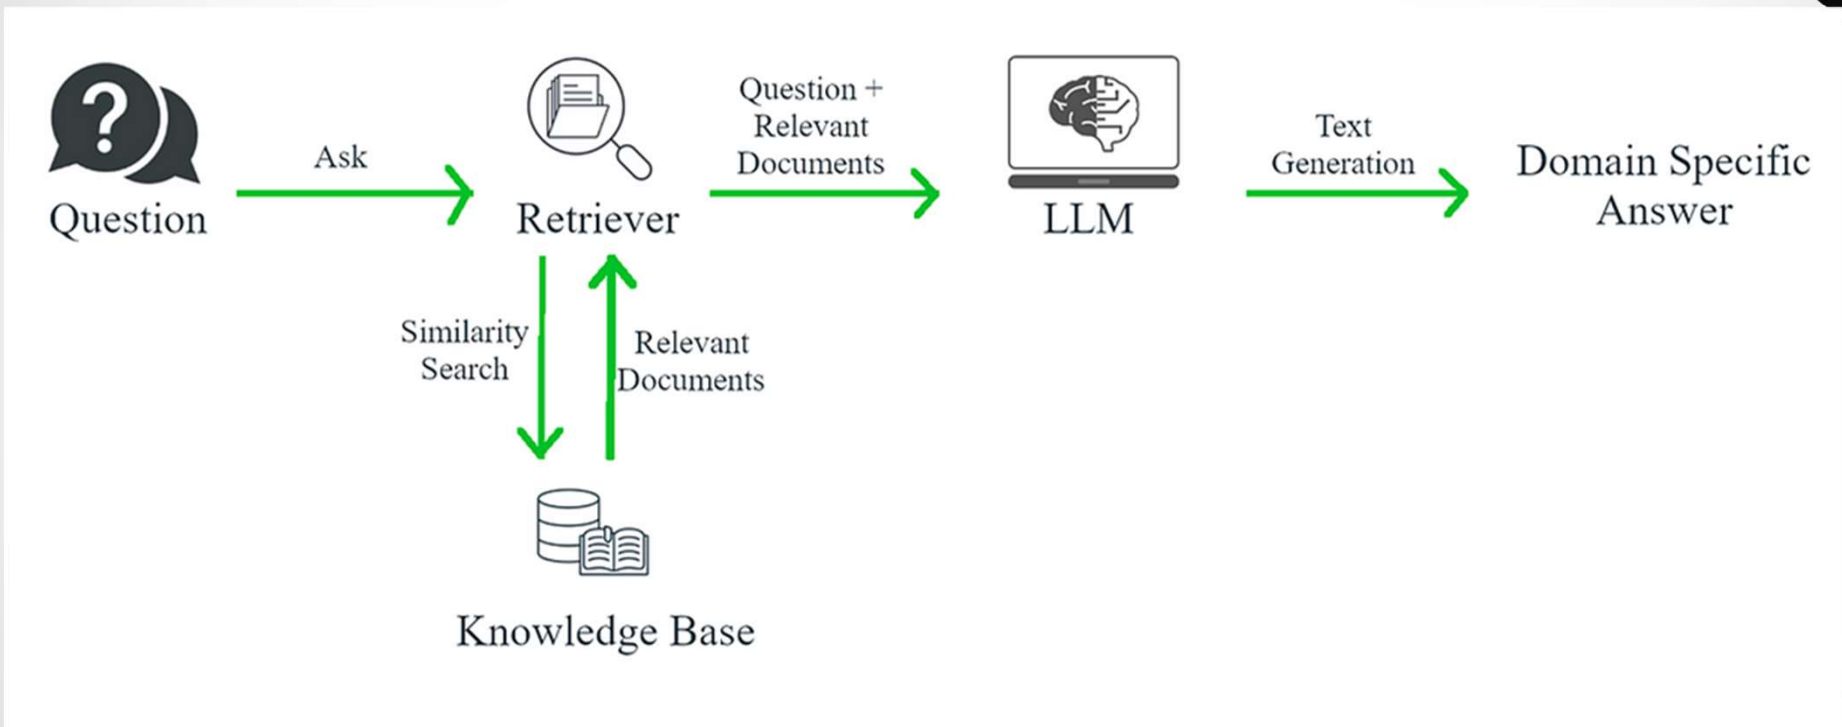 ?
Question
Ask
Retriever
Question +
Relevant
Documents
LLM
Text
Generation
Domain Specific
Answer
Similarity
Search
Relevant
Documents
Knowledge Base